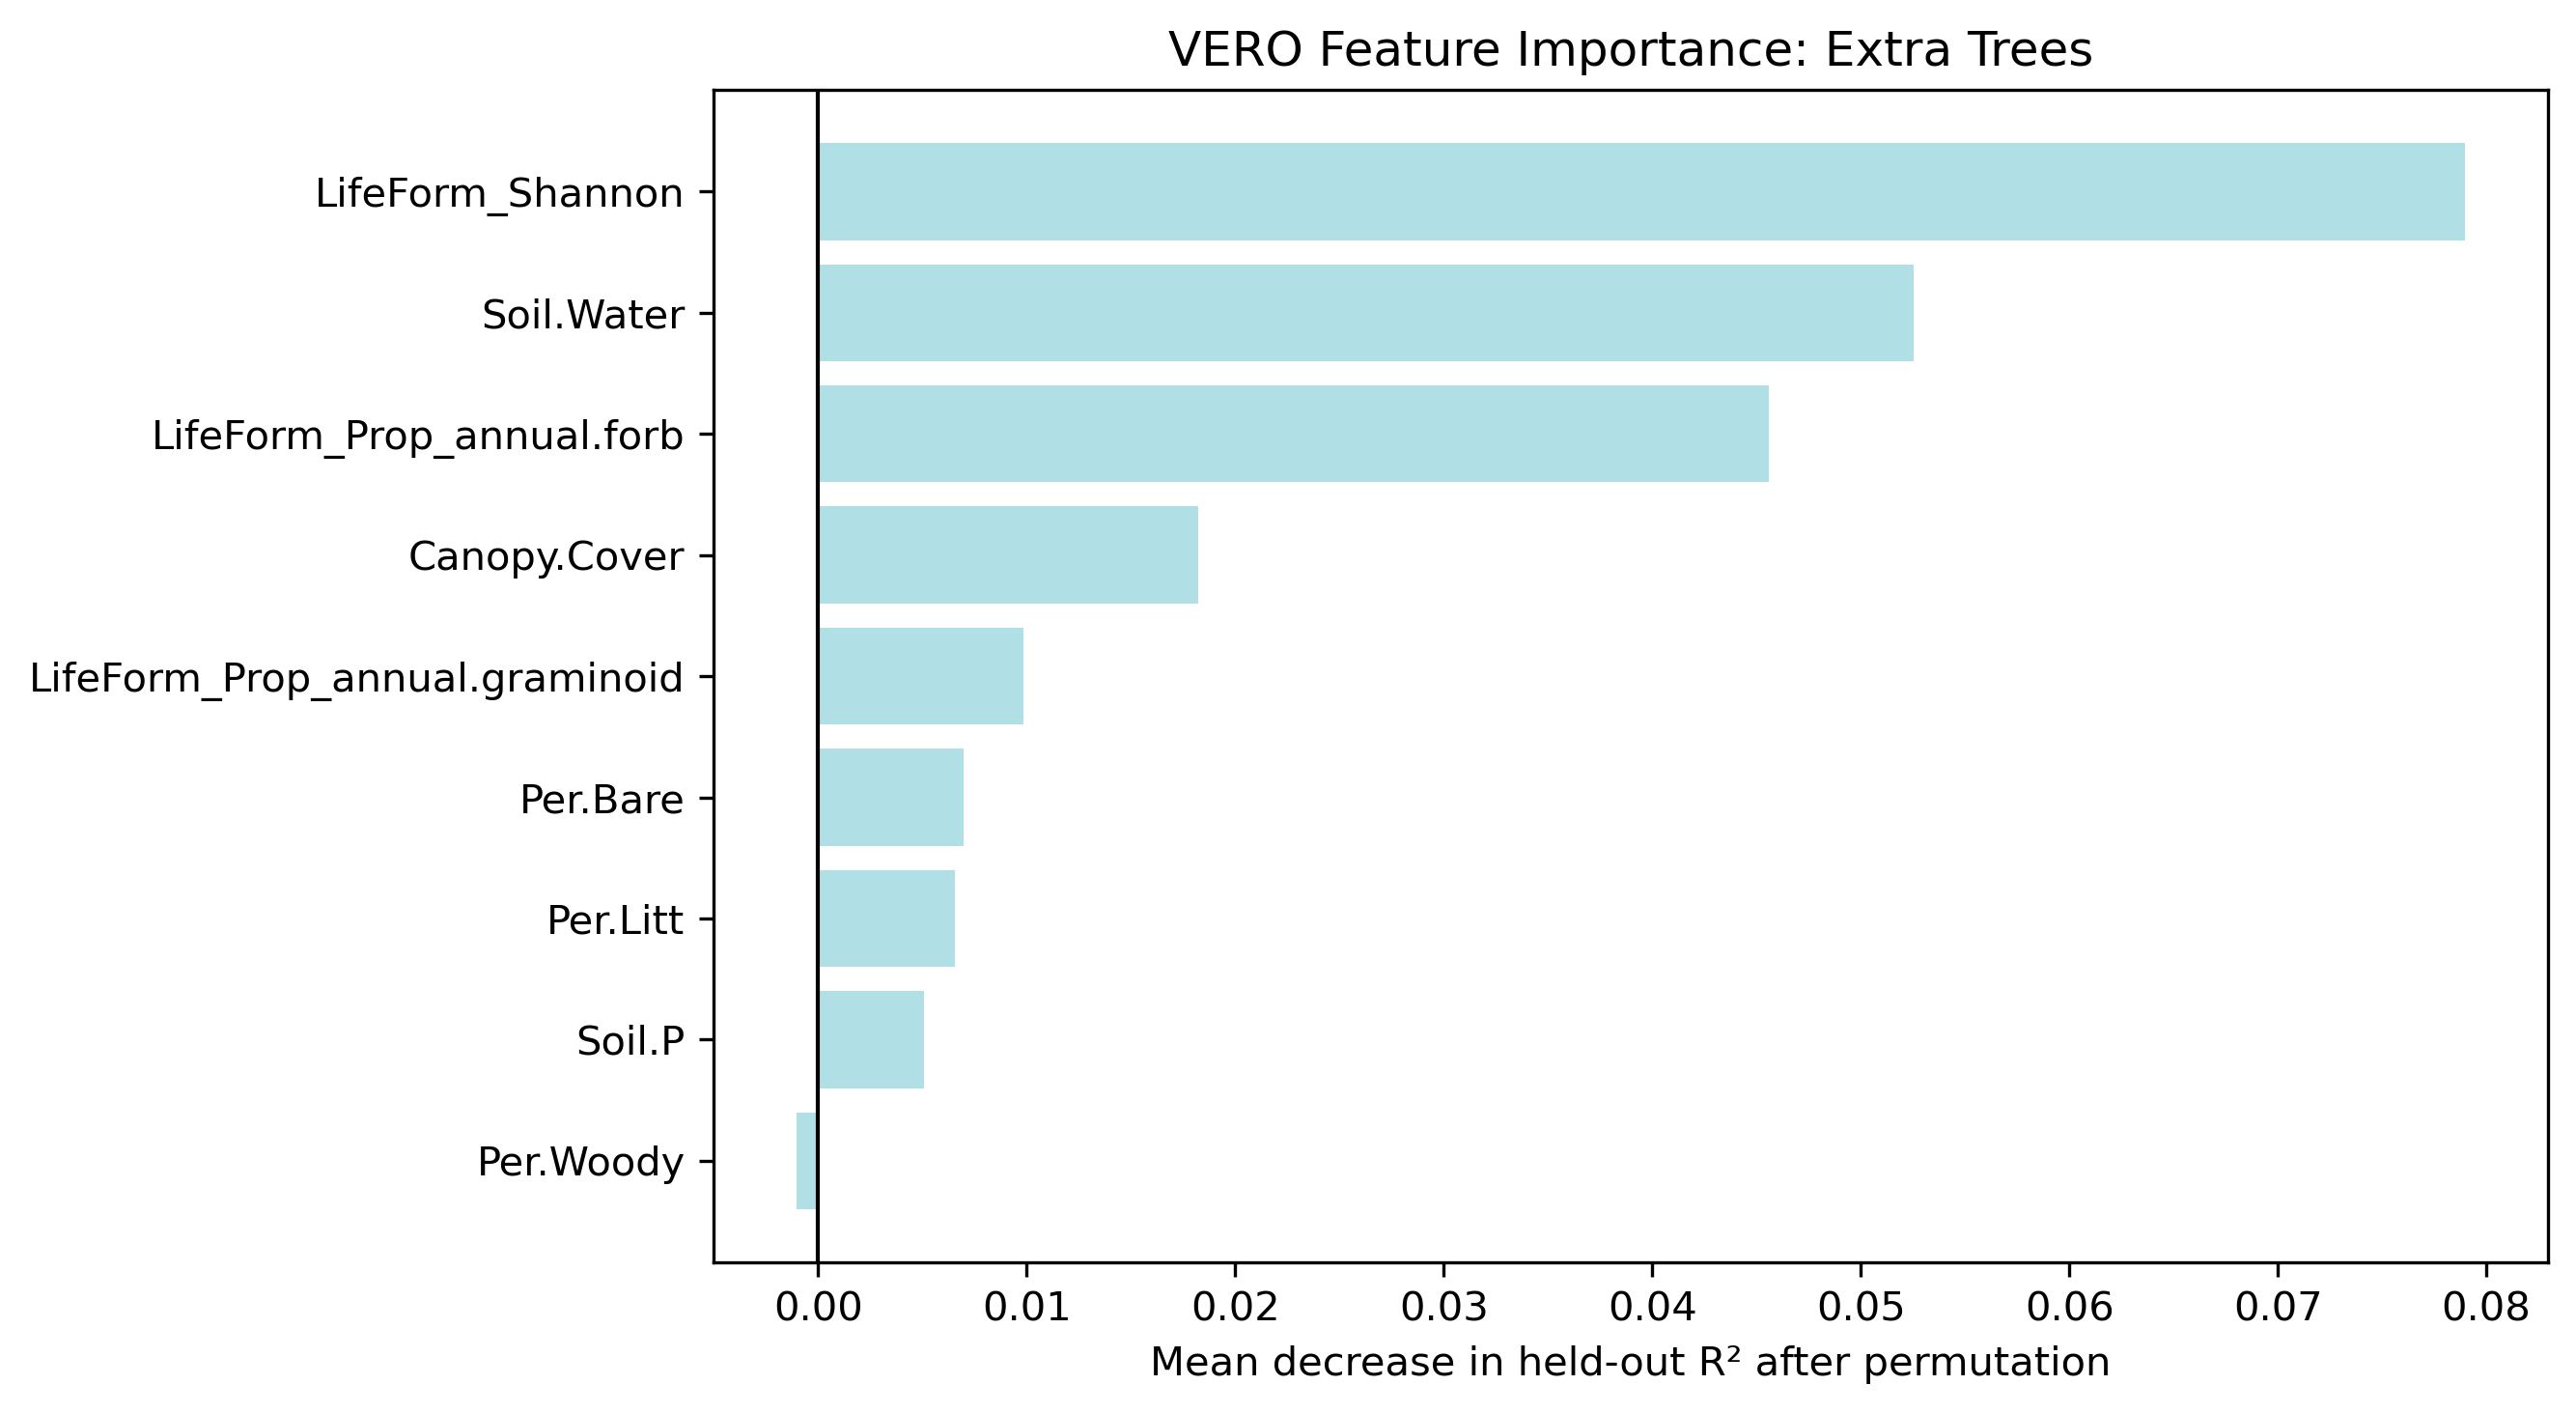 VERO Feature Importance: Extra Trees
LifeForm_Shannon
Soil.Water
LifeForm_Prop_annual.forb
Canopy.Cover
LifeForm_Prop_annual.graminoid
Per.Bare
Per.Litt
Soil.P
Per.Woody
0.00 0.01 0.02 0.03 0.04 0.05 0.06 0.07 0.08
Mean decrease in held-out R² after permutation